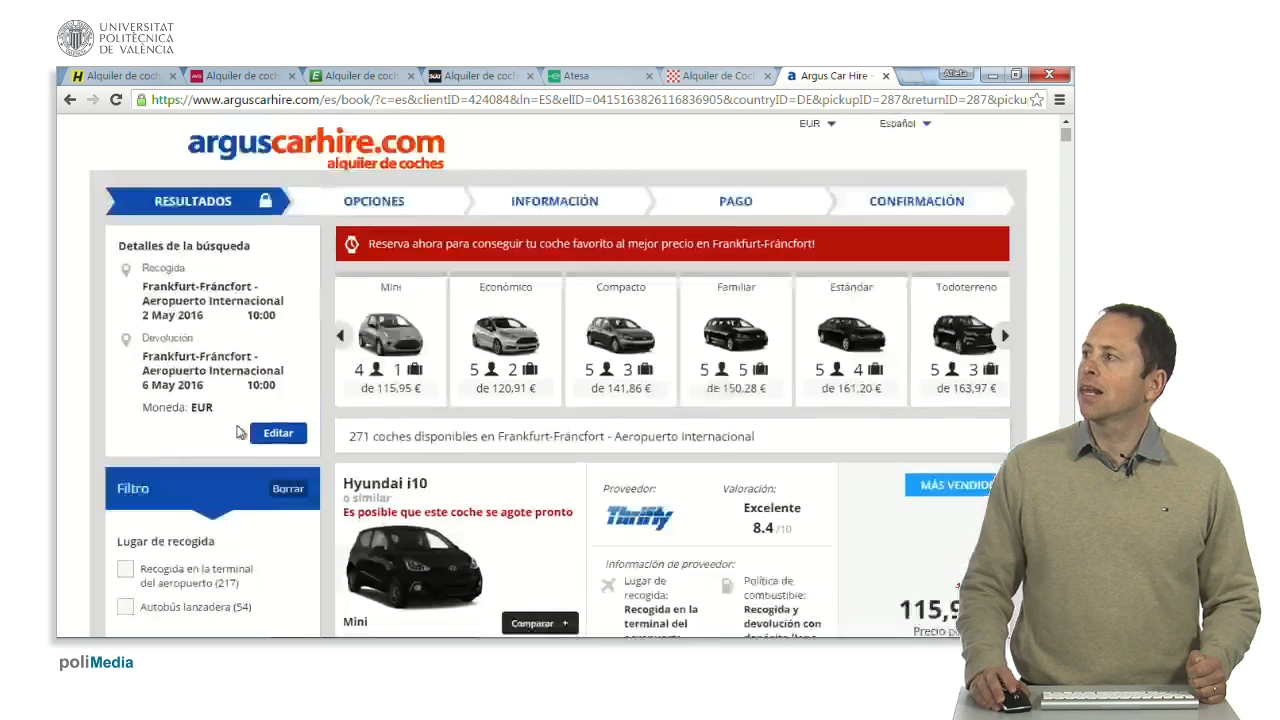 UNIVERSITAT
POLITÈCNICA
DE VALÈNCIA
Alquiler de coch
Alquiler de coch
Alquiler de coch
Alquiler de coch
Atesa
Alquiler de Coch
Argus Car Hire -
https://www.arguscarhire.com/es/book/?c=es&clientID=424084&ln=ES&elID=0415163826116836905&countryID=DE&pickupID=287&returnID=287&picku
EUR
Español
arguscarhire.com
alquiler de coches
RESULTADOS
OPCIONES
INFORMACIÓN
PAGO
CONFIRMACIÓN
Detalles de la búsqueda
Recogida
Frankfurt-Fráncfort -
Aeropuerto Internacional
2 May 2016 10:00
Devolución
Frankfurt-Fráncfort -
Aeropuerto Internacional
6 May 2016 10:00
Moneda: EUR
Editar
Reserva ahora para conseguir tu coche favorito al mejor precio en Frankfurt-Fráncfort!
Mini
4 1
de 115,95 €
Económico
5 2
de 120,91 €
Compacto
5 3
de 141,86 €
Familiar
5 5
de 150,28 €
Estándar
5 4
de 161,20 €
Todoterreno
5 3
de 163,97 €
271 coches disponibles en Frankfurt-Fráncfort - Aeropuerto Internacional
Filtro
Borrar
Lugar de recogida
Recogida en la terminal
del aeropuerto (217)
Autobús lanzadera (54)
Hyundai i10
o similar
Es posible que este coche se agote pronto
Mini
Comparar +
Proveedor:
Thrifty
Valoración:
Excelente
8.4 /10
Información de proveedor:
Lugar de
recogida:
Recogida en la
terminal del
Política de
combustible:
Recogida y
devolución con
MÁS VENDID
115,9
Precio
poliMedia